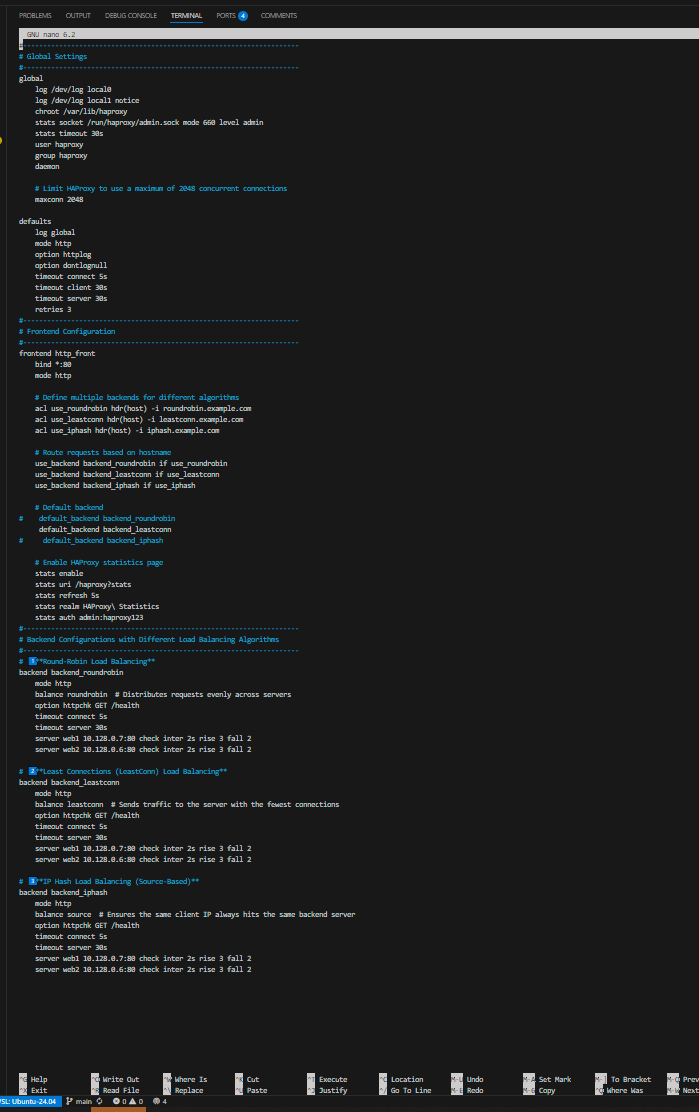 PROBLEMS OUTPUT DEBUG CONSOLE TERMINAL PORTS 4 COMMENTS
GNU nano 6.2
#---------------------------------------------------------------------
# Global Settings
#---------------------------------------------------------------------
global
    log /dev/log local0
    log /dev/log local1 notice
    chroot /var/lib/haproxy
    stats socket /run/haproxy/admin.sock mode 660 level admin
    stats timeout 30s
    user haproxy
    group haproxy
    daemon

    # Limit HAProxy to use a maximum of 2048 concurrent connections
    maxconn 2048

defaults
    log global
    mode http
    option httplog
    option dontlognull
    timeout connect 5s
    timeout client 30s
    timeout server 30s
    retries 3
#---------------------------------------------------------------------
# Frontend Configuration
#---------------------------------------------------------------------
frontend http_front
    bind *:80
    mode http

    # Define multiple backends for different algorithms
    acl use_roundrobin hdr(host) -i roundrobin.example.com
    acl use_leastconn hdr(host) -i leastconn.example.com
    acl use_iphash hdr(host) -i iphash.example.com

    # Route requests based on hostname
    use_backend backend_roundrobin if use_roundrobin
    use_backend backend_leastconn if use_leastconn
    use_backend backend_iphash if use_iphash

    # Default backend
#    default_backend backend_roundrobin
     default_backend backend_leastconn
#     default_backend backend_iphash

    # Enable HAProxy statistics page
    stats enable
    stats uri /haproxy?stats
    stats refresh 5s
    stats realm HAProxy\ Statistics
    stats auth admin:haproxy123
#---------------------------------------------------------------------
# Backend Configurations with Different Load Balancing Algorithms
#---------------------------------------------------------------------
# 1️⃣**Round-Robin Load Balancing**
backend backend_roundrobin
    mode http
    balance roundrobin  # Distributes requests evenly across servers
    option httpchk GET /health
    timeout connect 5s
    timeout server 30s
    server web1 10.128.0.7:80 check inter 2s rise 3 fall 2
    server web2 10.128.0.6:80 check inter 2s rise 3 fall 2

# 2️⃣**Least Connections (LeastConn) Load Balancing**
backend backend_leastconn
    mode http
    balance leastconn  # Sends traffic to the server with the fewest connections
    option httpchk GET /health
    timeout connect 5s
    timeout server 30s
    server web1 10.128.0.7:80 check inter 2s rise 3 fall 2
    server web2 10.128.0.6:80 check inter 2s rise 3 fall 2

# 3️⃣**IP Hash Load Balancing (Source-Based)**
backend backend_iphash
    mode http
    balance source  # Ensures the same client IP always hits the same backend server
    option httpchk GET /health
    timeout connect 5s
    timeout server 30s
    server web1 10.128.0.7:80 check inter 2s rise 3 fall 2
    server web2 10.128.0.6:80 check inter 2s rise 3 fall 2

^G Help ^O Write Out ^W Where Is ^K Cut ^T Execute ^C Location M-U Undo M-A Set Mark M-] To Bracket M-Q Prev
^X Exit ^R Read File ^\ Replace ^U Paste ^J Justify ^/ Go To Line M-E Redo M-6 Copy ^Q Where Was M-W Next
VSL: Ubuntu-24.04 main 0 0 4